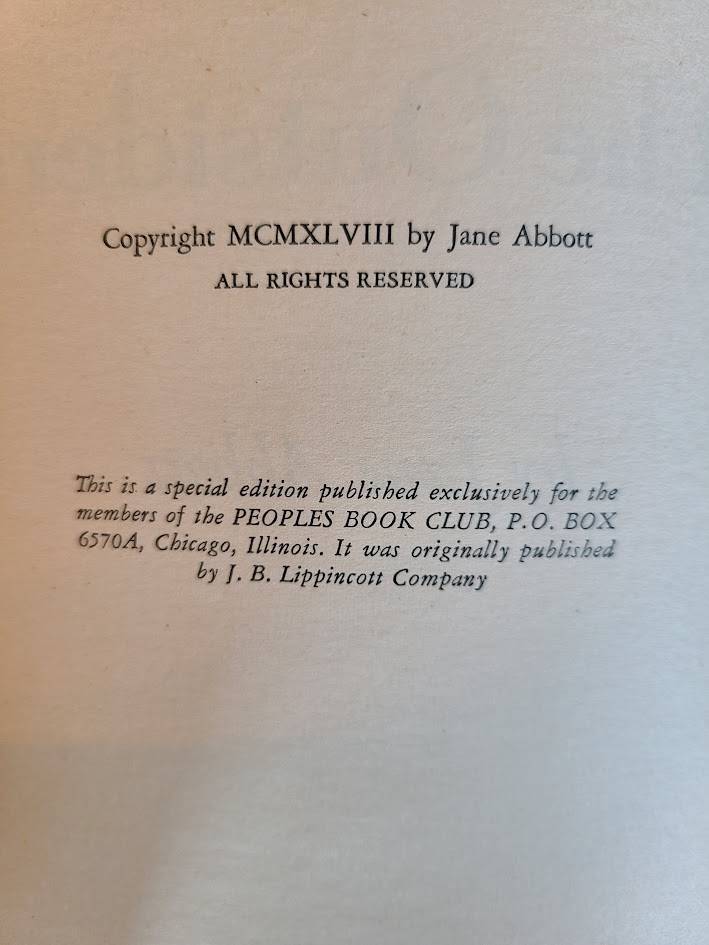 Copyright MCMXLVIII by Jane Abbott
ALL RIGHTS RESERVED
This is a special edition published exclusively for the
members of the PEOPLES BOOK CLUB, P.O. BOX
6570A, Chicago, Illinois. It was originally published
by J. B. Lippincott Company